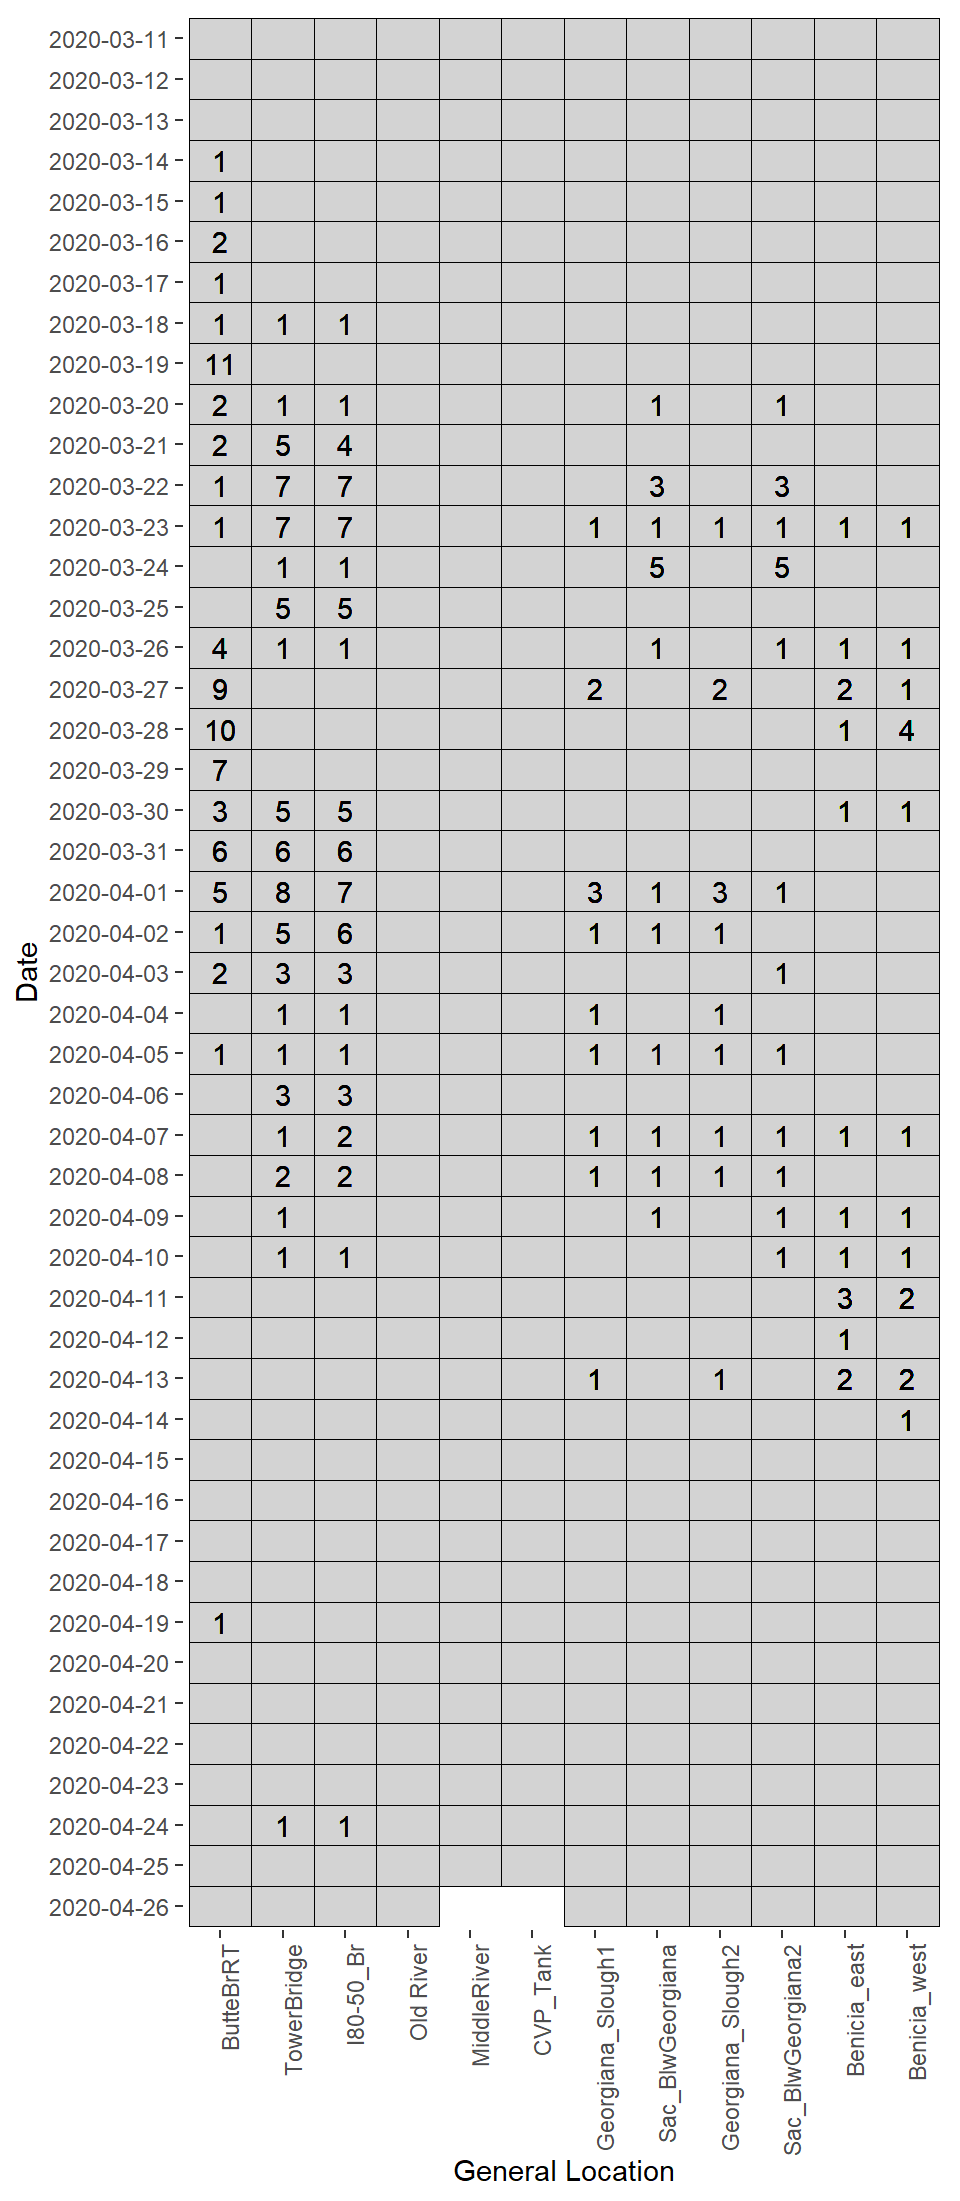 2020-03-11
2020-03-12
2020-03-13
2020-03-14 1
2020-03-15 1
2020-03-16 2
2020-03-17 1
2020-03-18 1 1 1
2020-03-19 11
2020-03-20 2 1 1 1 1
2020-03-21 2 5 4
2020-03-22 1 7 7 3 3
2020-03-23 1 7 7 1 1 1 1 1 1
2020-03-24 1 1 5 5
2020-03-25 5 5
2020-03-26 4 1 1 1 1 1 1
2020-03-27 9 2 2 2 1
2020-03-28 10 1 4
2020-03-29 7
2020-03-30 3 5 5 1 1
2020-03-31 6 6 6
2020-04-01 5 8 7 3 1 3 1
2020-04-02 1 5 6 1 1 1
2020-04-03 2 3 3 1
2020-04-04 1 1 1 1
2020-04-05 1 1 1 1 1 1 1
2020-04-06 3 3
2020-04-07 1 2 1 1 1 1 1 1
2020-04-08 2 2 1 1 1 1
2020-04-09 1 1 1 1 1
2020-04-10 1 1 1 1 1
2020-04-11 3 2
2020-04-12 1
2020-04-13 1 1 2 2
2020-04-14 1
2020-04-15
2020-04-16
2020-04-17
2020-04-18
2020-04-19 1
2020-04-20
2020-04-21
2020-04-22
2020-04-23
2020-04-24 1 1
2020-04-25
2020-04-26
Date
ButteBrRT
TowerBridge
I80-50_Br
Old River
MiddleRiver
CVP_Tank
Georgiana_Slough1
Sac_BlwGeorgiana
Georgiana_Slough2
Sac_BlwGeorgiana2
Benicia_east
Benicia_west
General Location